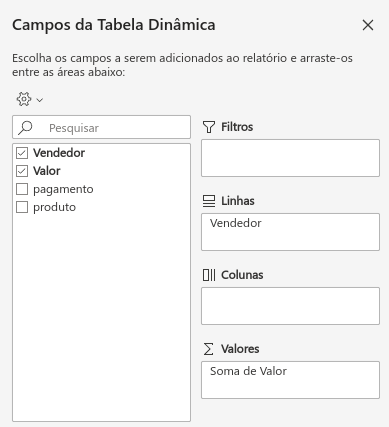 Campos da Tabela Dinâmica
Escolha os campos a serem adicionados ao relatório e arraste-os
entre as áreas abaixo:
Pesquisar
Vendedor
Valor
pagamento
produto
Filtros
Linhas
Vendedor
Colunas
Valores
Soma de Valor